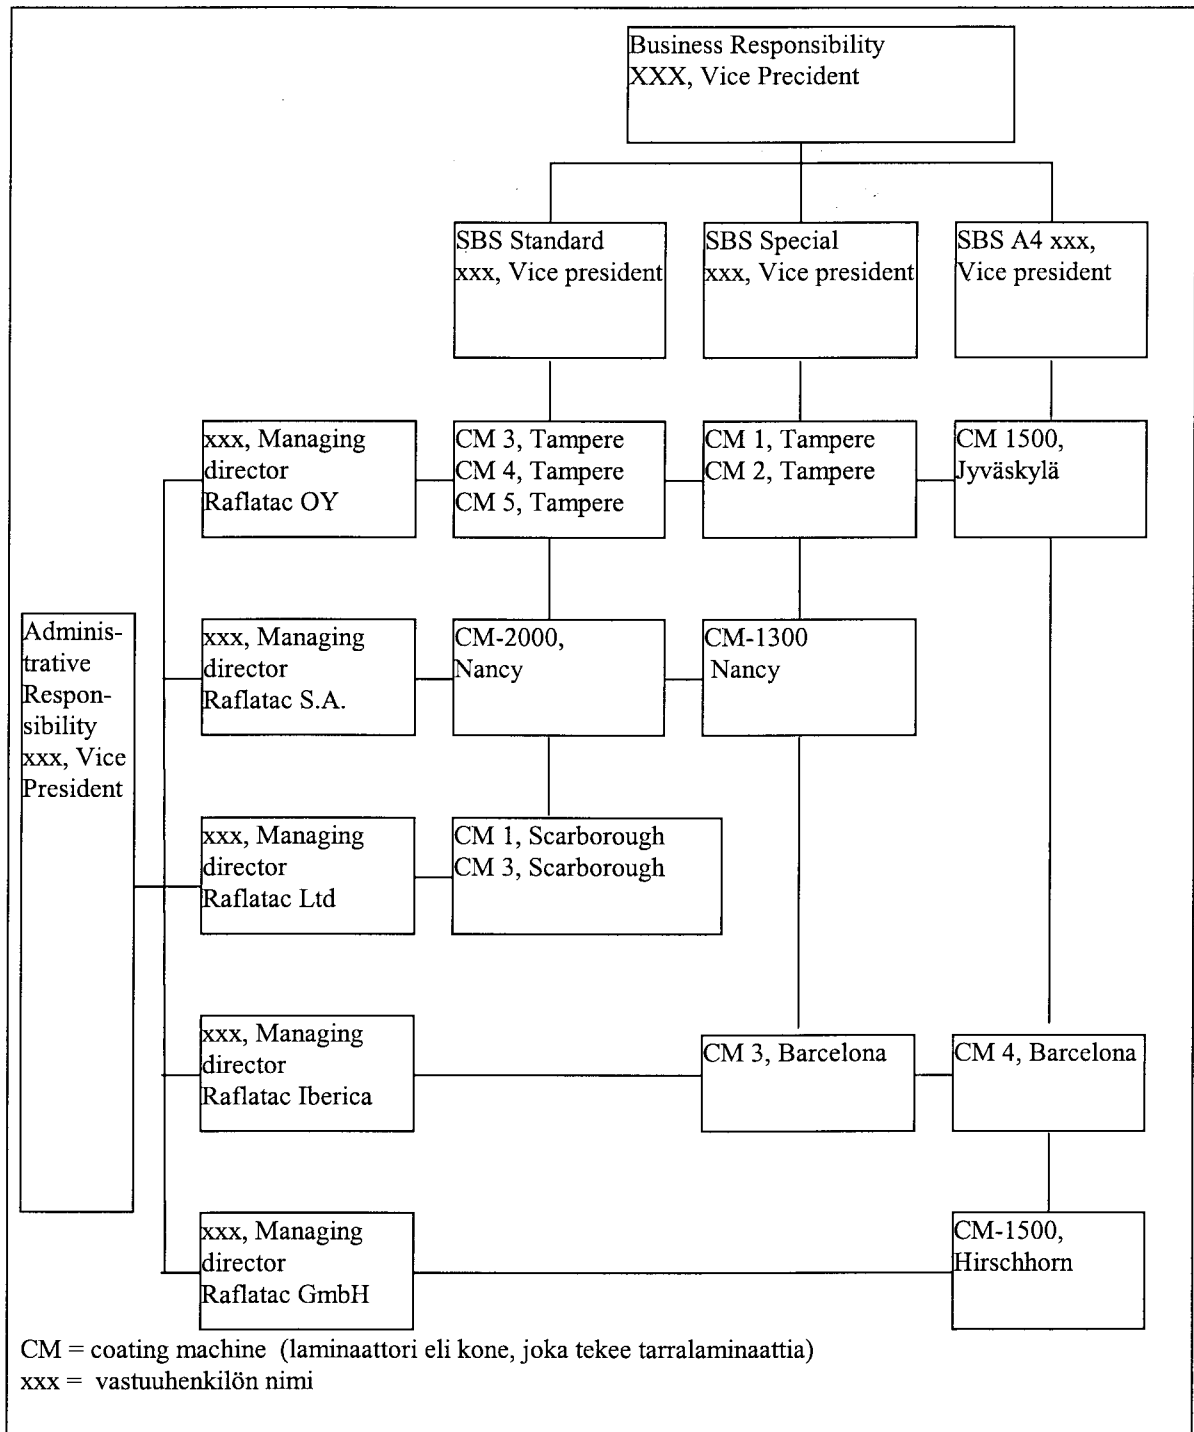 Business Responsibility
XXX, Vice Precident
SBS Standard
xxx, Vice president
SBS Special
xxx, Vice president
SBS A4 xxx,
Vice president
xxx, Managing
director
Raflatac OY
CM 3, Tampere
CM 4, Tampere
CM 5, Tampere
CM 1, Tampere
CM 2, Tampere
CM 1500,
Jyväskylä
Adminis-
trative
Respon-
sibility
xxx, Vice
President
xxx, Managing
director
Raflatac S.A.
CM-2000,
Nancy
CM-1300
Nancy
xxx, Managing
director
Raflatac Ltd
CM 1, Scarborough
CM 3, Scarborough
xxx, Managing
director
Raflatac Iberica
CM 3, Barcelona
CM 4, Barcelona
xxx, Managing
director
Raflatac GmbH
CM-1500,
Hirschhorn
CM = coating machine (laminaattori eli kone, joka tekee tarralaminaattia)
xxx = vastuuhenkilön nimi